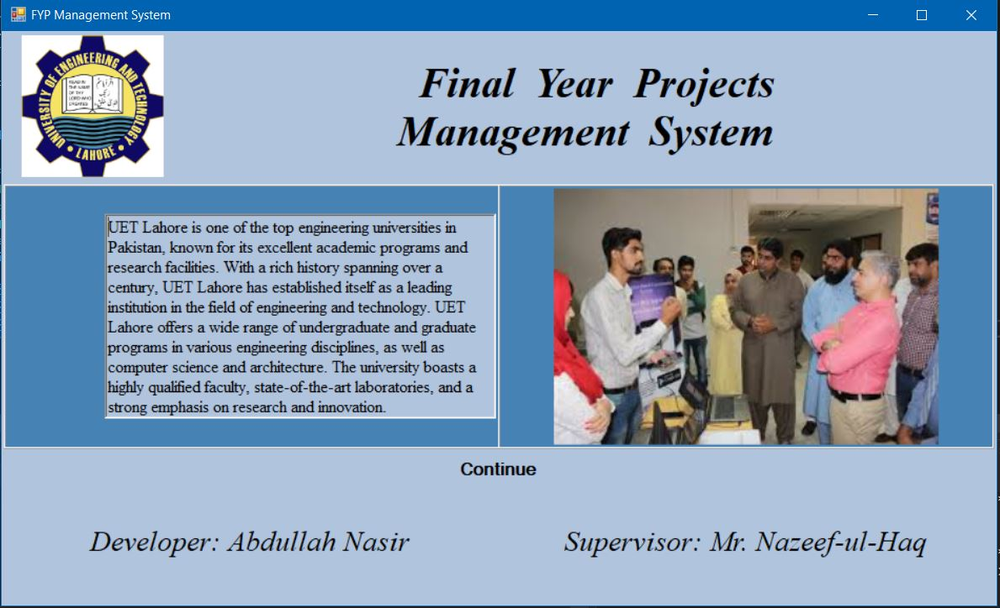 FYP Management System
UNIVERSITY OF ENGINEERING AND TECHNOLOGY
READ IN
THE NAME
OF THY
LORD WHO
CREATES
• LAHORE •
Final Year Projects
Management System
UET Lahore is one of the top engineering universities in
Pakistan, known for its excellent academic programs and
research facilities. With a rich history spanning over a
century, UET Lahore has established itself as a leading
institution in the field of engineering and technology. UET
Lahore offers a wide range of undergraduate and graduate
programs in various engineering disciplines, as well as
computer science and architecture. The university boasts a
highly qualified faculty, state-of-the-art laboratories, and a
strong emphasis on research and innovation.
Continue
Developer: Abdullah Nasir
Supervisor: Mr. Nazeef-ul-Haq